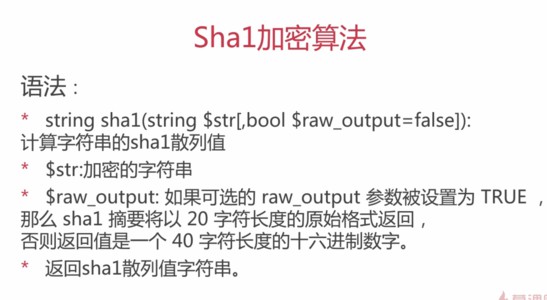 Sha1加密算法
语法：
* string sha1(string $str[,bool $raw_output=false]):
计算字符串的sha1散列值
* $str:加密的字符串
* $raw_output: 如果可选的 raw_output 参数被设置为 TRUE ，
那么 sha1 摘要将以 20 字符长度的原始格式返回，
否则返回值是一个 40 字符长度的十六进制数字。
* 返回sha1散列值字符串。